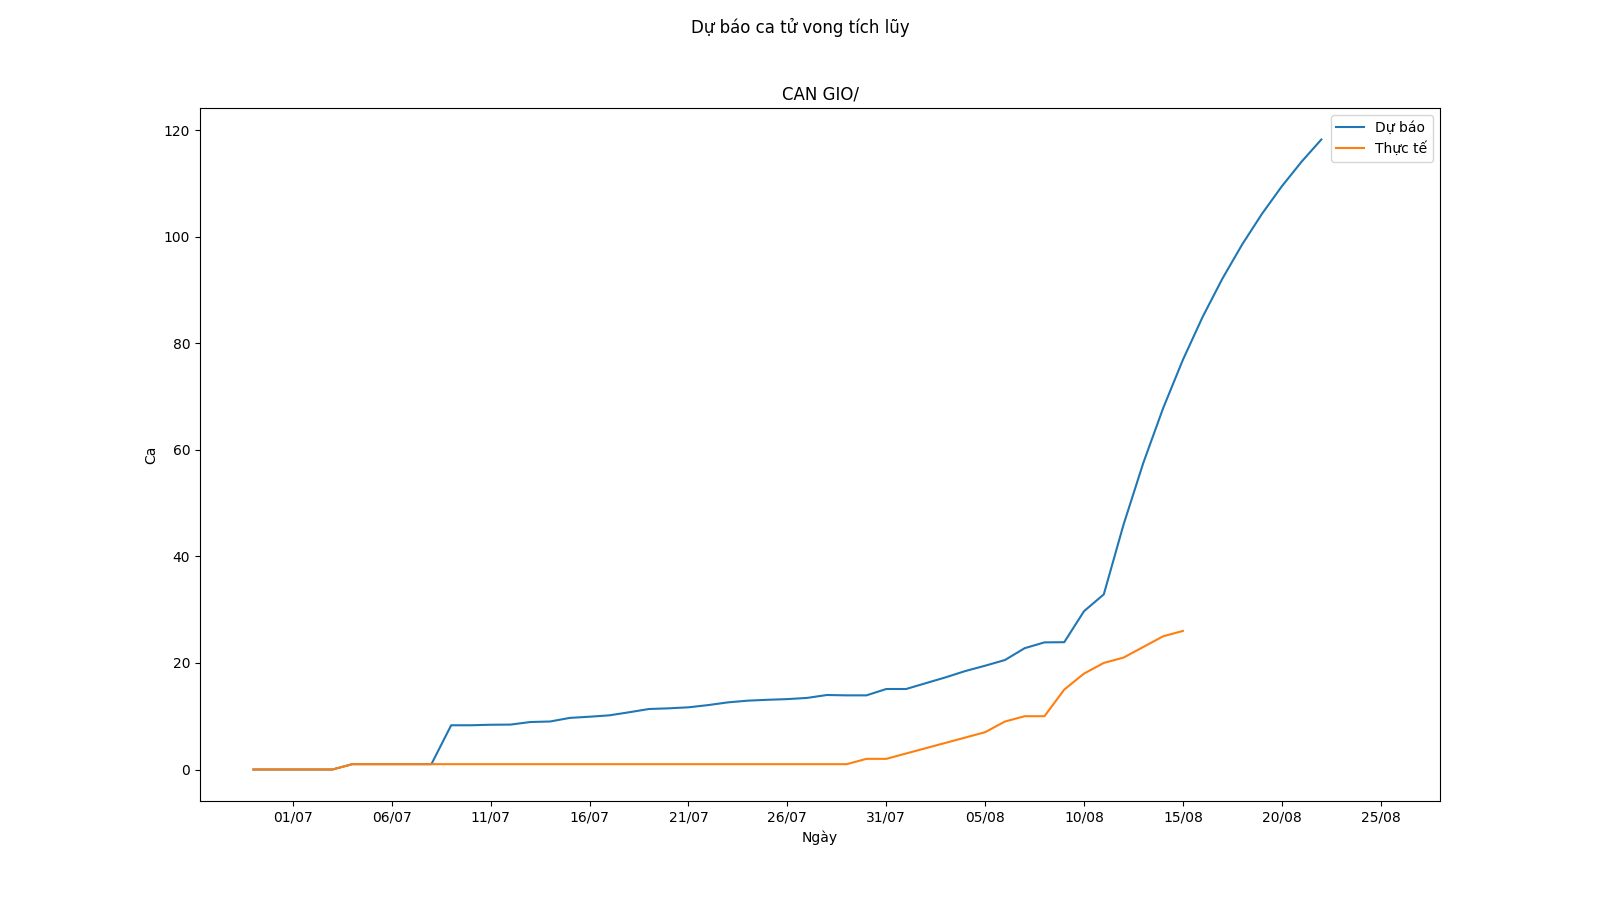 Dự báo ca tử vong tích lũy
CAN GIO/
Dự báo
Thực tế
120
100
80
60
40
20
0
Ca
01/07 06/07 11/07 16/07 21/07 26/07 31/07 05/08 10/08 15/08 20/08 25/08
Ngày